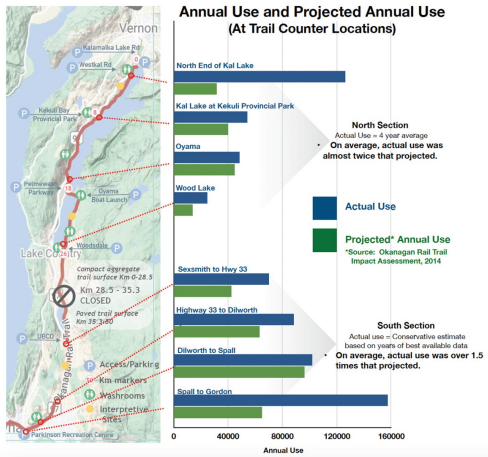 Annual Use and Projected Annual Use
(At Trail Counter Locations)
Vernon
Kalamalka Lake Rd
Westkal Rd
Kekuli Bay
Provincial Park
Pelmewash
Parkway
Oyama
Boat Launch
Woodsdale
Lake Country
Compact aggregate
trail surface Km 0-28.5
Km 28.5 - 35.3
CLOSED
Paved trail surface
Km 35.3-50
UBCO
Okanagan Rail Trail
Access/Parking
Km markers
Washrooms
Interpretive
Sites
Parkinson Recreation Centre
North End of Kal Lake
Kal Lake at Kekuli Provincial Park
Oyama
Wood Lake
Sexsmith to Hwy 33
Highway 33 to Dilworth
Dilworth to Spall
Spall to Gordon
North Section
Actual Use = 4 year average
• On average, actual use was
almost twice that projected.
Actual Use
Projected* Annual Use
*Source: Okanagan Rail Trail
Impact Assessment, 2014
South Section
Actual use = Conservative estimate
based on years of best available data
• On average, actual use was over 1.5
times that projected.
0 40000 80000 120000 160000
Annual Use